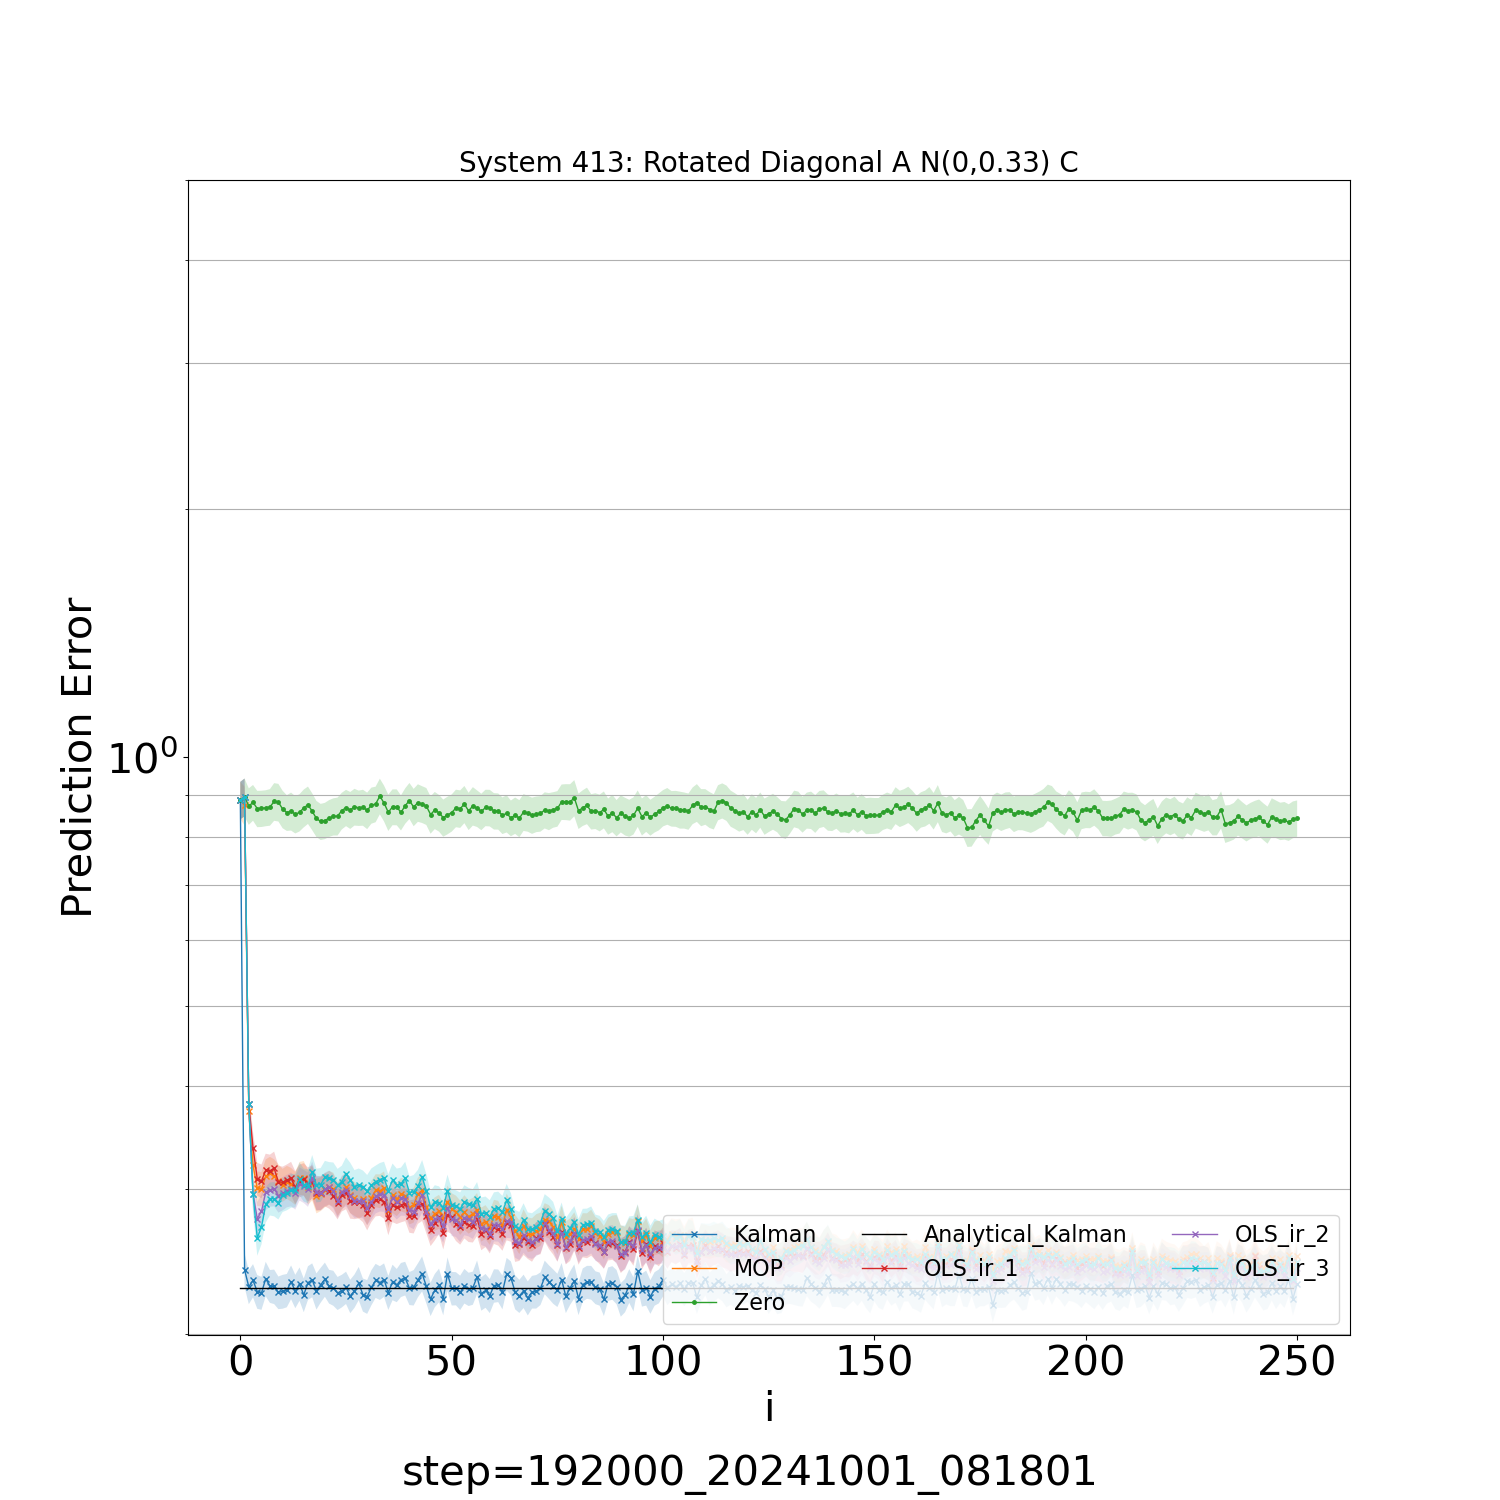 System 413: Rotated Diagonal A N(0,0.33) C
Prediction Error
10⁰
Kalman
MOP
Zero
Analytical_Kalman
OLS_ir_1
OLS_ir_2
OLS_ir_3
0 50 100 150 200 250
i
step=192000_20241001_081801